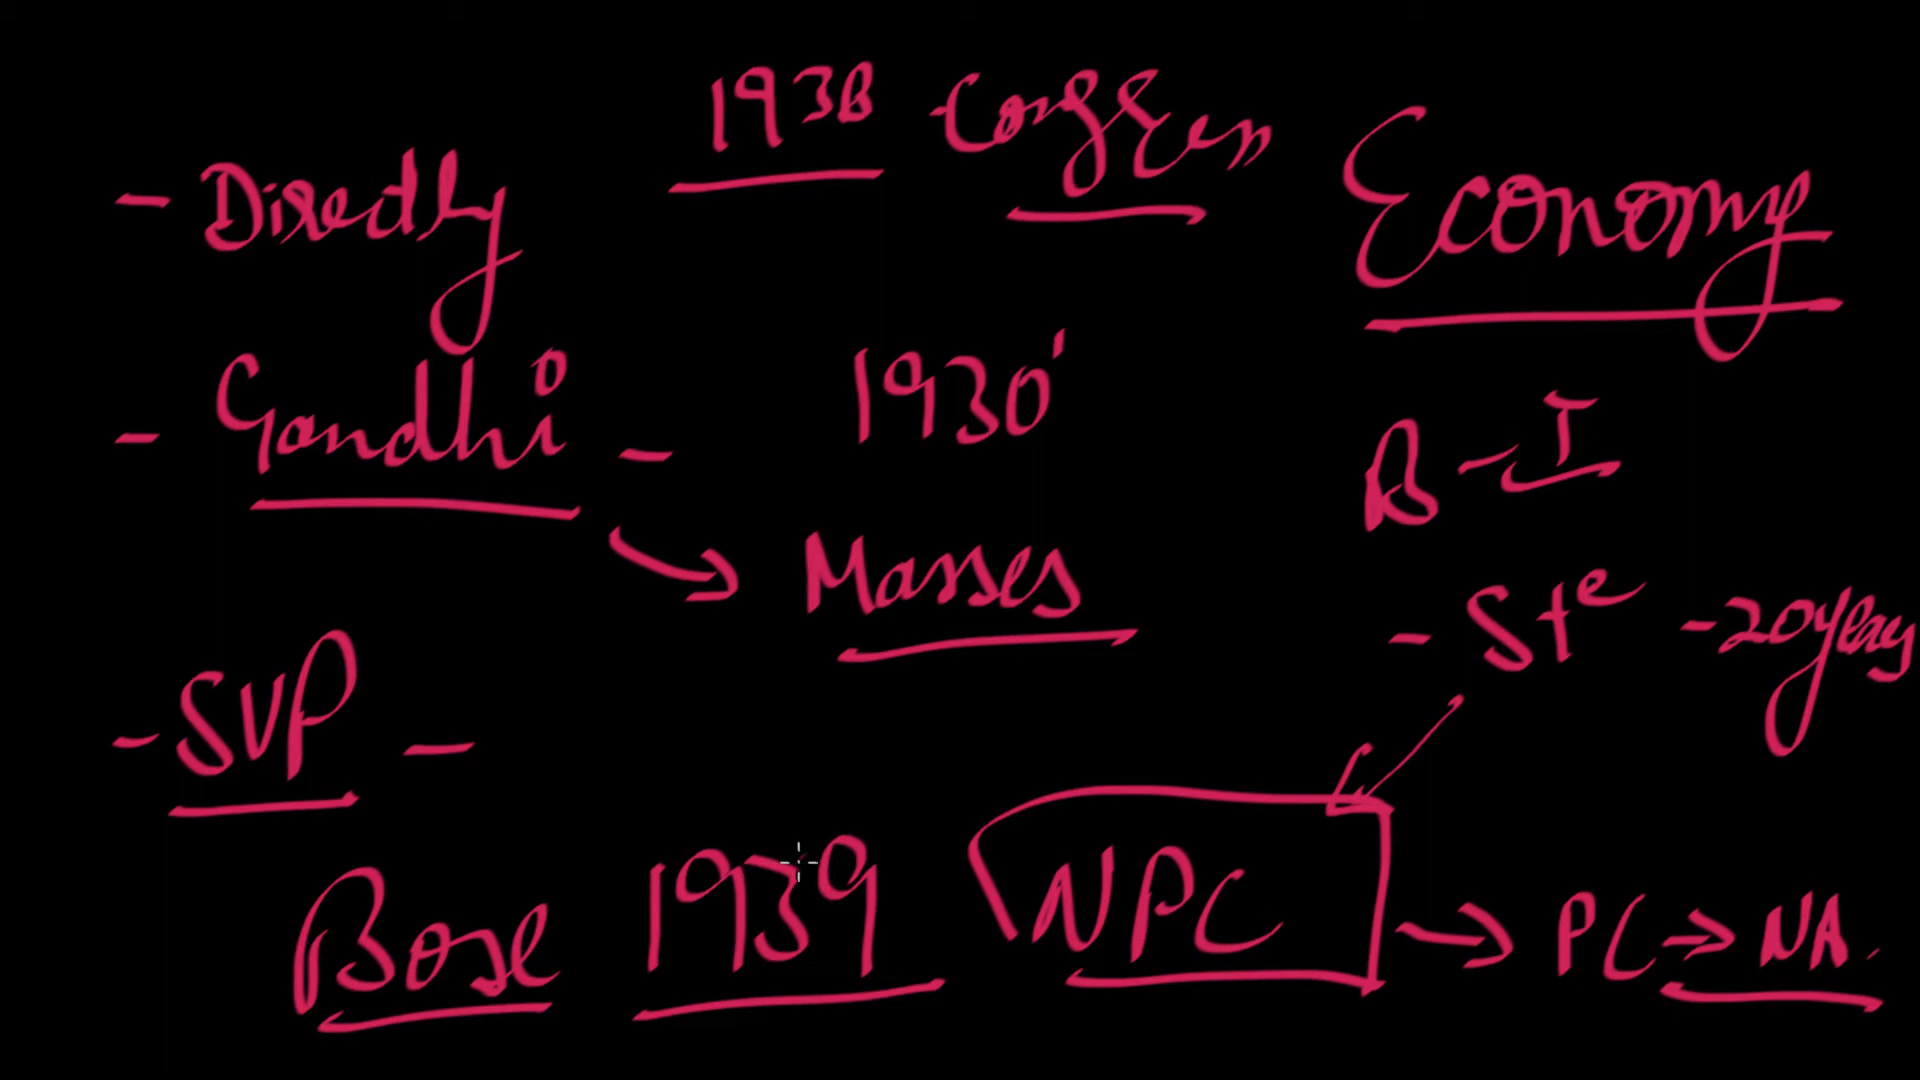 1938 - Congress
- Directly
Economy
- Gandhi - 1930'
B - I
Masses
- Ste - 20years
- SVP -
Bose 1939 NPC → PC → NA.